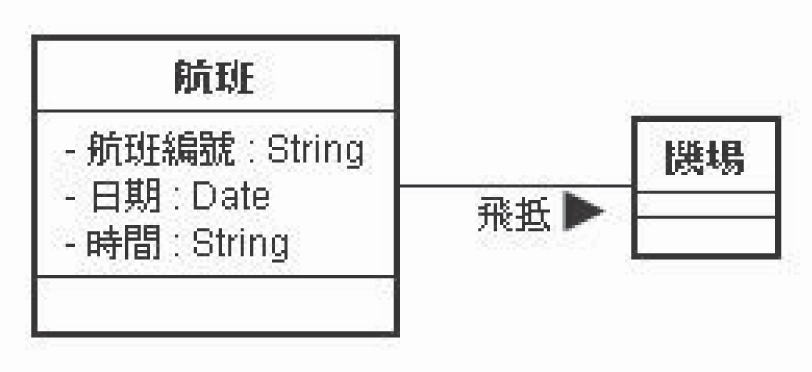 航班
- 航班編號 : String
- 日期 : Date
- 時間 : String
飛抵
機場